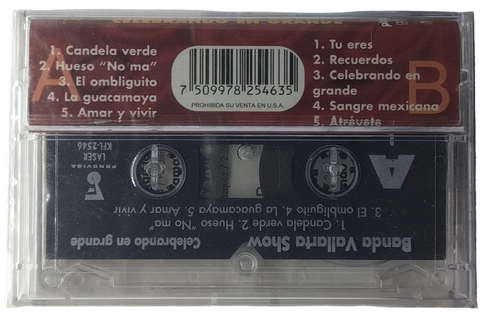 CELEBRANDO EN GRANDE
A
1. Candela verde
2. Hueso "No ma"
3. El ombliguito
4. La guacamaya
5. Amar y vivir
7 509978 254635
PROHIBIDA SU VENTA EN U.S.A.
B
1. Tu eres
2. Recuerdos
3. Celebrando en
grande
4. Sangre mexicana
5. Atrévete
A
Banda Vallarta Show
Celebrando en grande
1. Candela verde 2. Hueso "No mo"
3. El ombliguito 4. La guacamaya 5. Amar y vivir
FONOVISA
LASER
KFL-2546